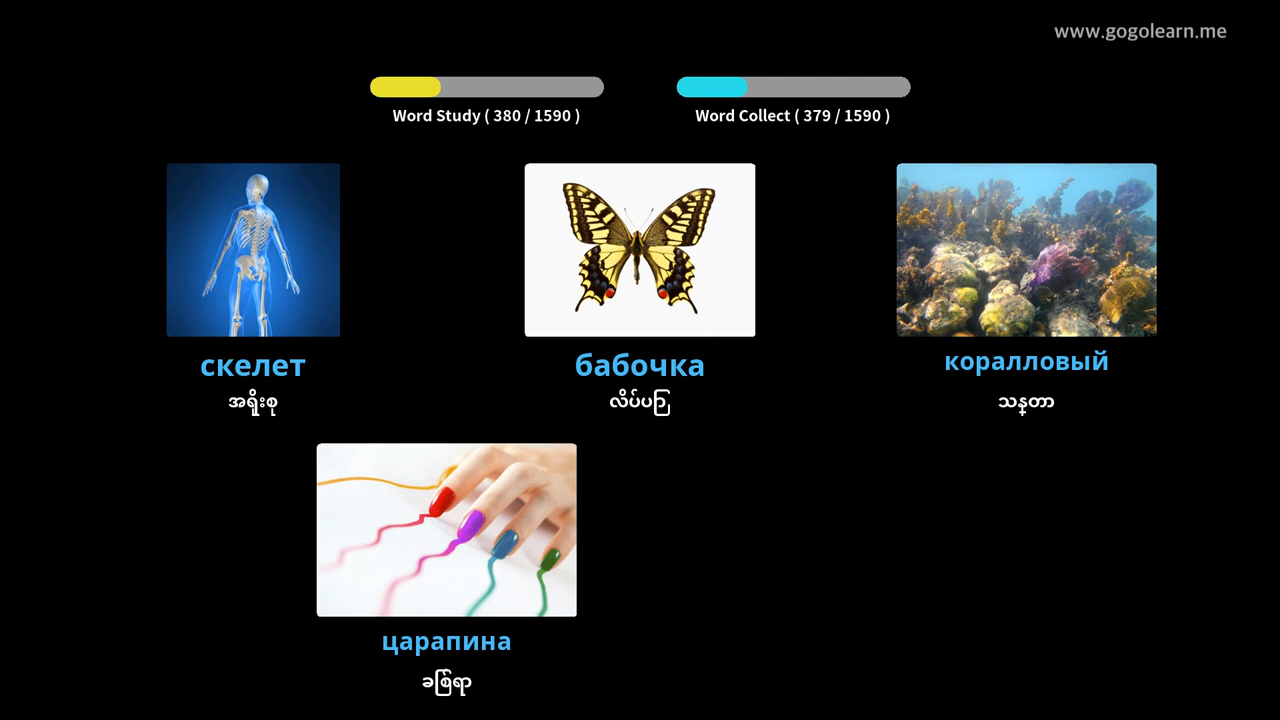 www.gogolearn.me
Word Study ( 380 / 1590 )
Word Collect ( 379 / 1590 )
скелет
бабочка
коралловый
အရိုးစု
လိပ်ပြာ
သန္တာ
царапина
ခြစ်ရာ